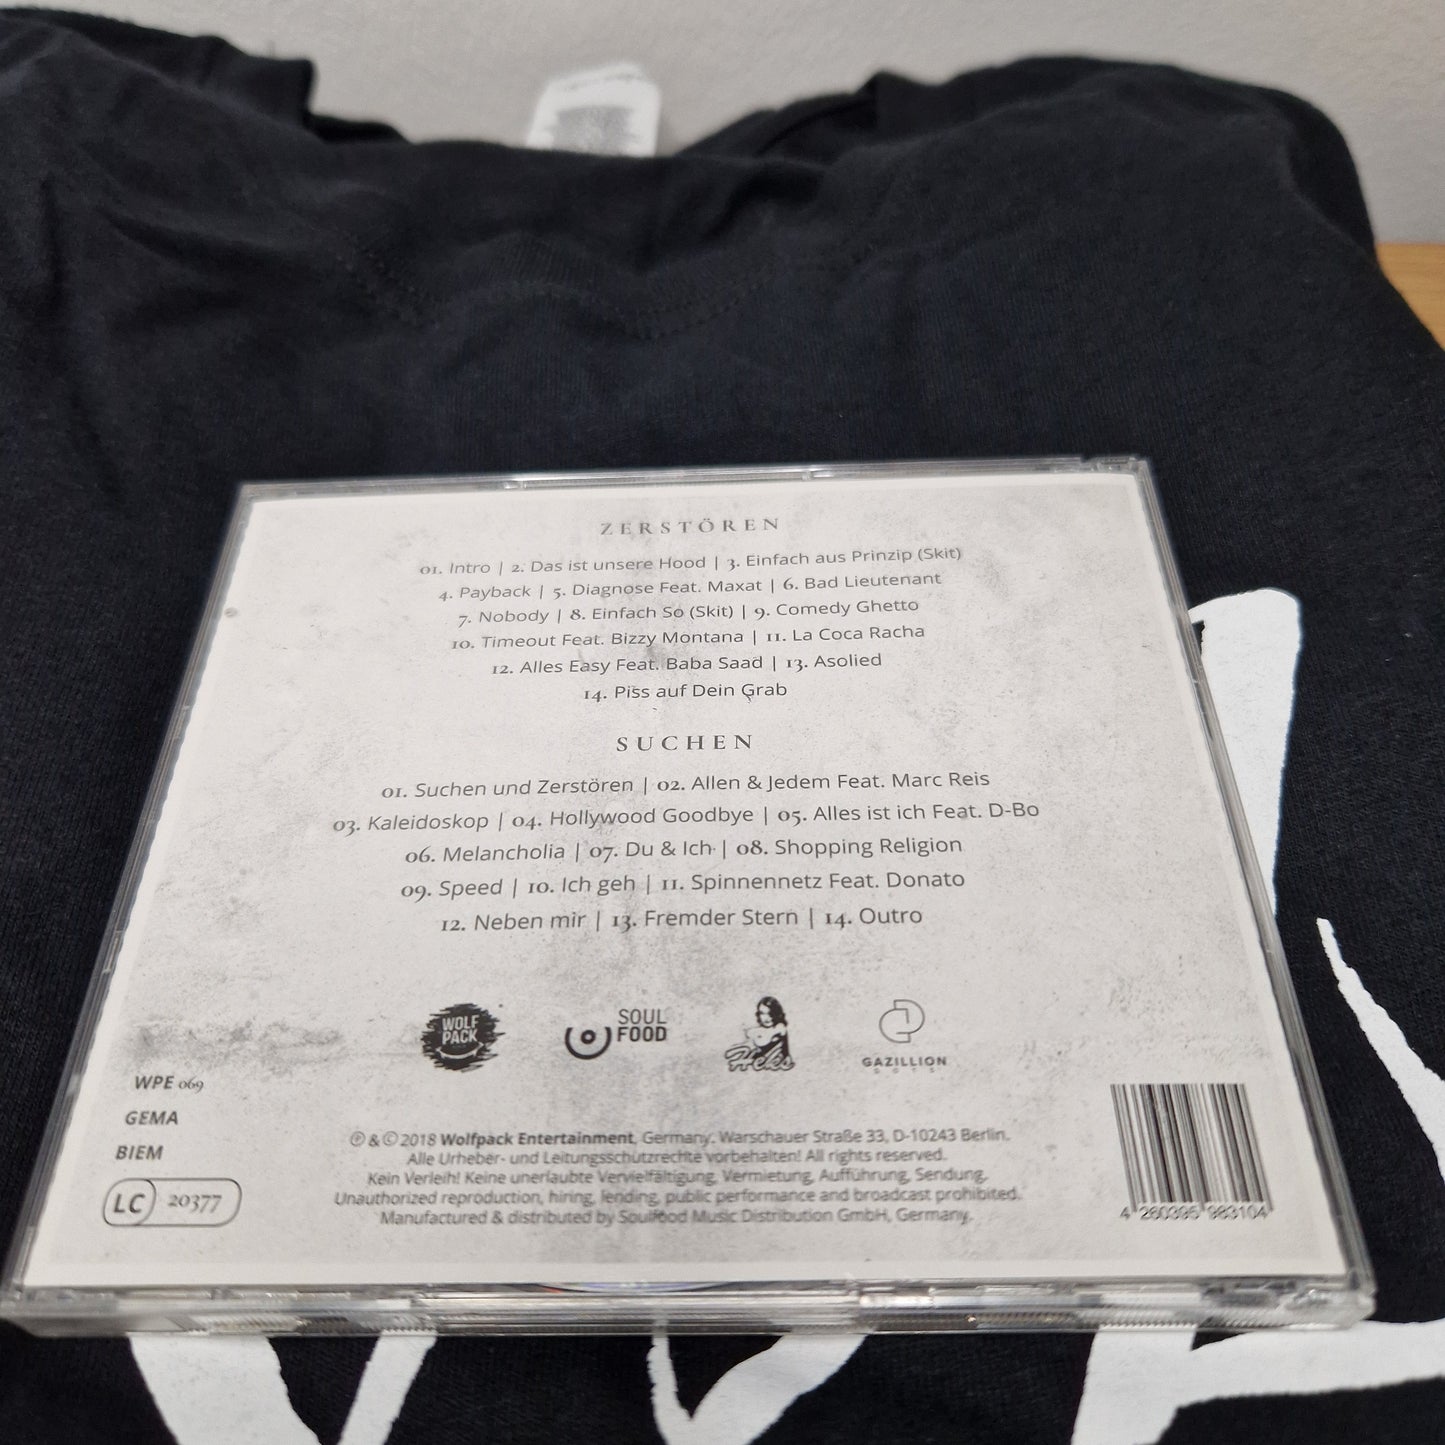 ZERSTÖREN
01. Intro | 2. Das ist unsere Hood | 3. Einfach aus Prinzip (Skit)
4. Payback | 5. Diagnose Feat. Maxat | 6. Bad Lieutenant
7. Nobody | 8. Einfach So (Skit) | 9. Comedy Ghetto
10. Timeout Feat. Bizzy Montana | 11. La Coca Racha
12. Alles Easy Feat. Baba Saad | 13. Asolied
14. Piss auf Dein Grab
SUCHEN
01. Suchen und Zerstören | 02. Allen & Jedem Feat. Marc Reis
03. Kaleidoskop | 04. Hollywood Goodbye | 05. Alles ist ich Feat. D-Bo
06. Melancholia | 07. Du & Ich | 08. Shopping Religion
09. Speed | 10. Ich geh | 11. Spinnennetz Feat. Donato
12. Neben mir | 13. Fremder Stern | 14. Outro
WOLF
PACK
SOUL
FOOD
Heks
GAZILLION
WPE 069
GEMA
BIEM
LC 20377
℗ & © 2018 Wolfpack Entertainment, Germany. Warschauer Straße 33, D-10243 Berlin.
Alle Urheber- und Leitungsschutzrechte vorbehalten! All rights reserved.
Kein Verleih! Keine unerlaubte Vervielfältigung, Vermietung, Aufführung, Sendung.
Unauthorized reproduction, hiring, lending, public performance and broadcast prohibited.
Manufactured & distributed by Soulfood Music Distribution GmbH, Germany.
4 260395 983104